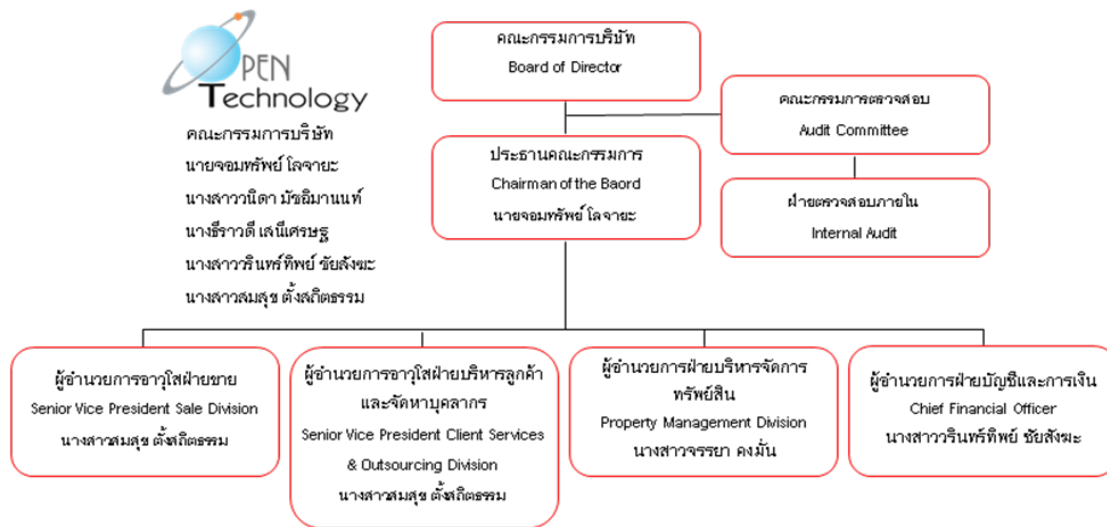 OPEN
Technology
คณะกรรมการบริษัท
นายจอมทรัพย์ โลจายะ
นางสาววนิดา มัชฌิมานนท์
นางธีราวดี เสนีเศรษฐ
นางสาววรินทร์ทิพย์ ชัยสังฆะ
นางสาวสมสุข ตั้งสถิตธรรม
คณะกรรมการบริษัท
Board of Director
คณะกรรมการตรวจสอบ
Audit Committee
ประธานคณะกรรมการ
Chairman of the Baord
นายจอมทรัพย์ โลจายะ
ฝ่ายตรวจสอบภายใน
Internal Audit
ผู้อำนวยการอาวุโสฝ่ายขาย
Senior Vice President Sale Division
นางสาวสมสุข ตั้งสถิตธรรม
ผู้อำนวยการอาวุโสฝ่ายบริหารลูกค้า
และจัดหาบุคลากร
Senior Vice President Client Services
& Outsourcing Division
นางสาวสมสุข ตั้งสถิตธรรม
ผู้อำนวยการฝ่ายบริหารจัดการ
ทรัพย์สิน
Property Management Division
นางสาวจรรยา คงมั่น
ผู้อำนวยการฝ่ายบัญชีและการเงิน
Chief Financial Officer
นางสาววรินทร์ทิพย์ ชัยสังฆะ